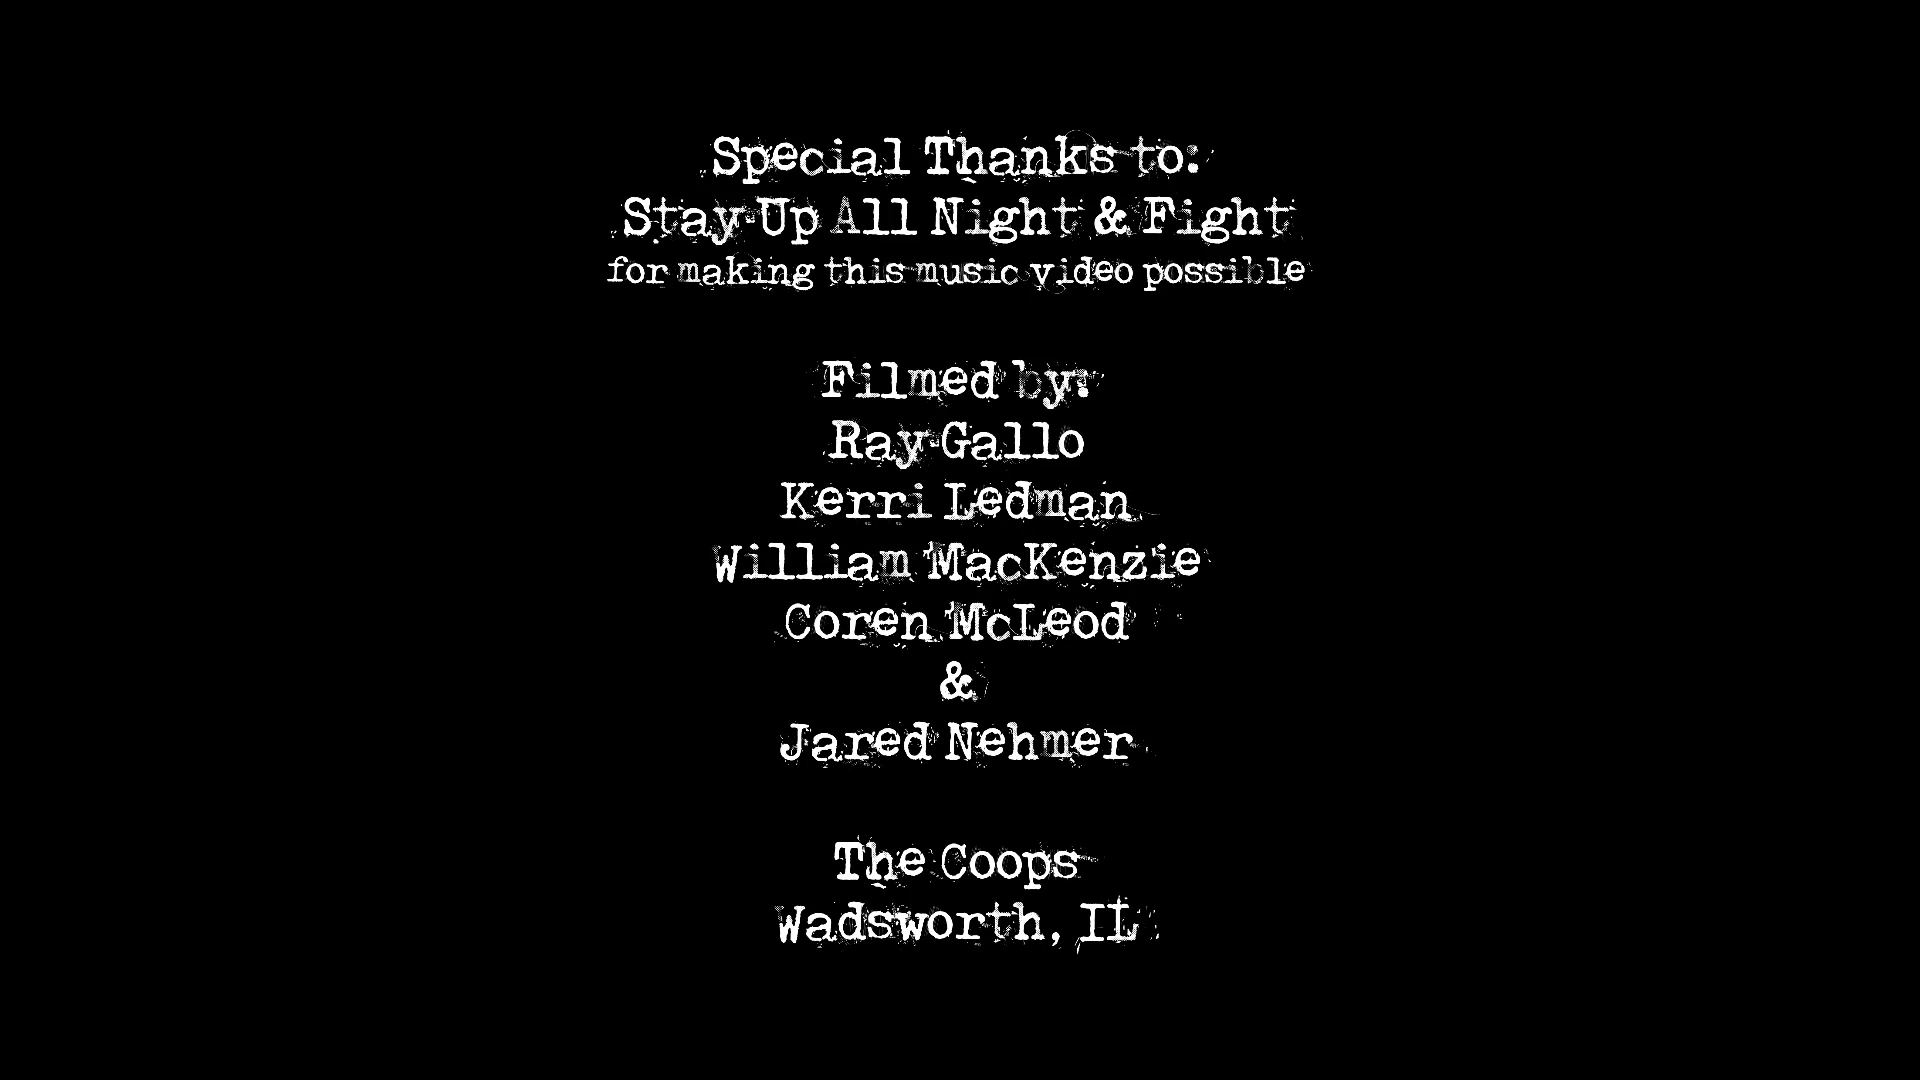 Special Thanks to:
Stay Up All Night & Fight
for making this music video possible
Filmed by:
Ray Gallo
Kerri Ledman
William MacKenzie
Coren McLeod
&
Jared Nehmer
The Coops
Wadsworth, IL